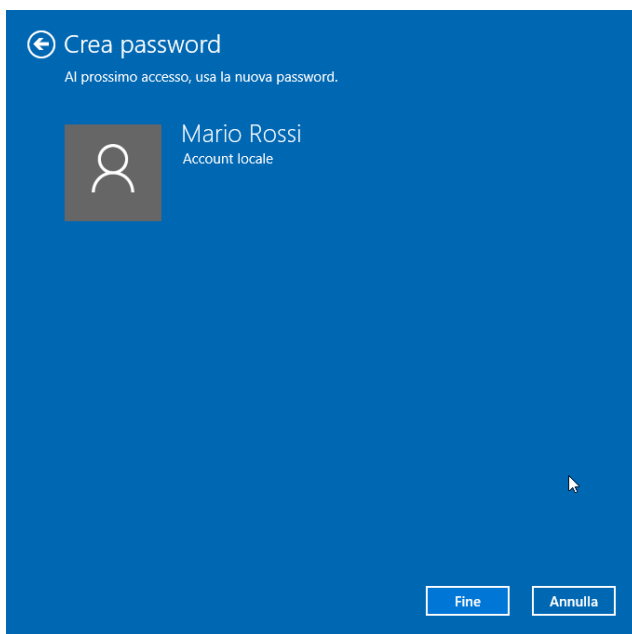 Crea password
Al prossimo accesso, usa la nuova password.
Mario Rossi
Account locale
Fine
Annulla